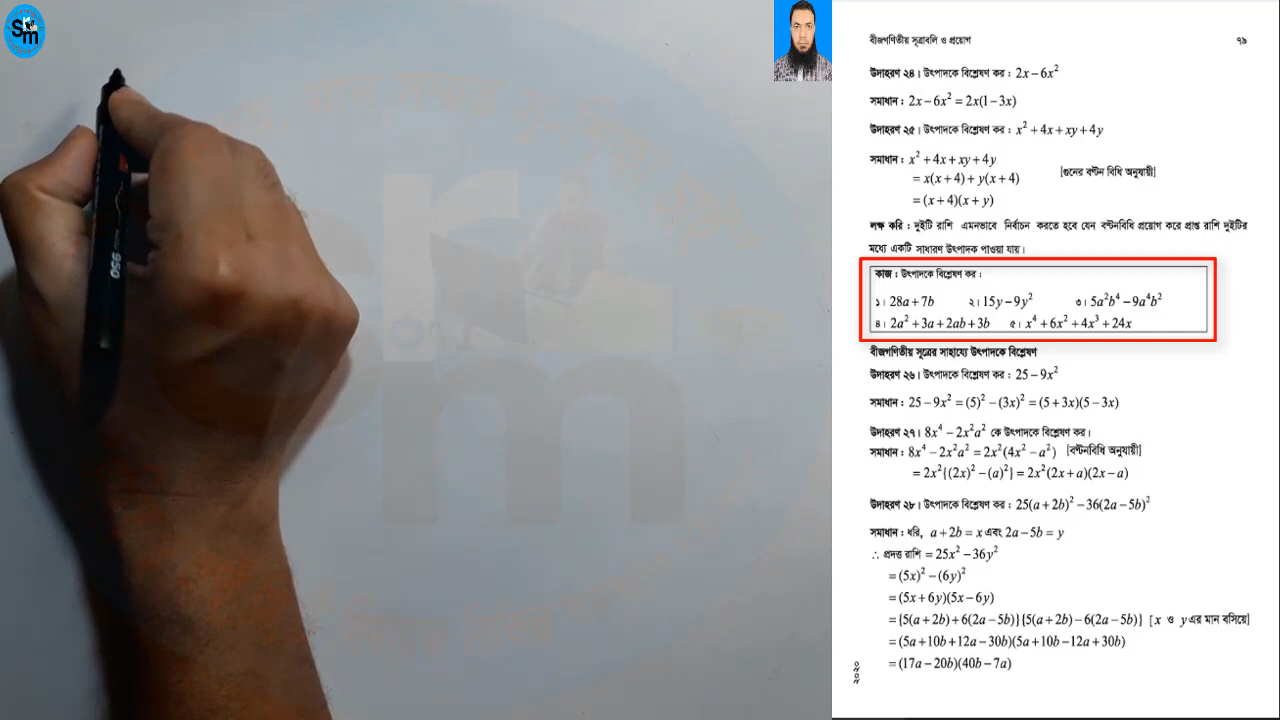 Sm
950
বীজগণিতীয় সূত্রাবলি ও প্রয়োগ ৭৯
উদাহরণ ২৪। উৎপাদকে বিশ্লেষণ কর : 2x − 6x²
সমাধান : 2x − 6x² = 2x(1 − 3x)
উদাহরণ ২৫। উৎপাদকে বিশ্লেষণ কর : x² + 4x + xy + 4y
সমাধান : x² + 4x + xy + 4y
= x(x + 4) + y(x + 4) [গুনের বণ্টন বিধি অনুযায়ী]
= (x + 4)(x + y)
লক্ষ করি : দুইটি রাশি এমনভাবে নির্বাচন করতে হবে যেন বণ্টনবিধি প্রয়োগ করে প্রাপ্ত রাশি দুইটির
মধ্যে একটি সাধারণ উৎপাদক পাওয়া যায়।
কাজ : উৎপাদকে বিশ্লেষণ কর :
১। 28a + 7b ২। 15y − 9y² ৩। 5a²b⁴ − 9a⁴b²
৪। 2a² + 3a + 2ab + 3b ৫। x⁴ + 6x² + 4x³ + 24x
বীজগণিতীয় সূত্রের সাহায্যে উৎপাদকে বিশ্লেষণ
উদাহরণ ২৬। উৎপাদকে বিশ্লেষণ কর : 25 − 9x²
সমাধান : 25 − 9x² = (5)² − (3x)² = (5 + 3x)(5 − 3x)
উদাহরণ ২৭। 8x⁴ − 2x²a² কে উৎপাদকে বিশ্লেষণ কর।
সমাধান : 8x⁴ − 2x²a² = 2x²(4x² − a²) [বণ্টনবিধি অনুযায়ী]
= 2x²{(2x)² − (a)²} = 2x²(2x + a)(2x − a)
উদাহরণ ২৮। উৎপাদকে বিশ্লেষণ কর : 25(a + 2b)² − 36(2a − 5b)²
সমাধান : ধরি, a + 2b = x এবং 2a − 5b = y
∴ প্রদত্ত রাশি = 25x² − 36y²
= (5x)² − (6y)²
= (5x + 6y)(5x − 6y)
= {5(a + 2b) + 6(2a − 5b)}{5(a + 2b) − 6(2a − 5b)} [x ও y এর মান বসিয়ে]
= (5a + 10b + 12a − 30b)(5a + 10b − 12a + 30b)
= (17a − 20b)(40b − 7a)